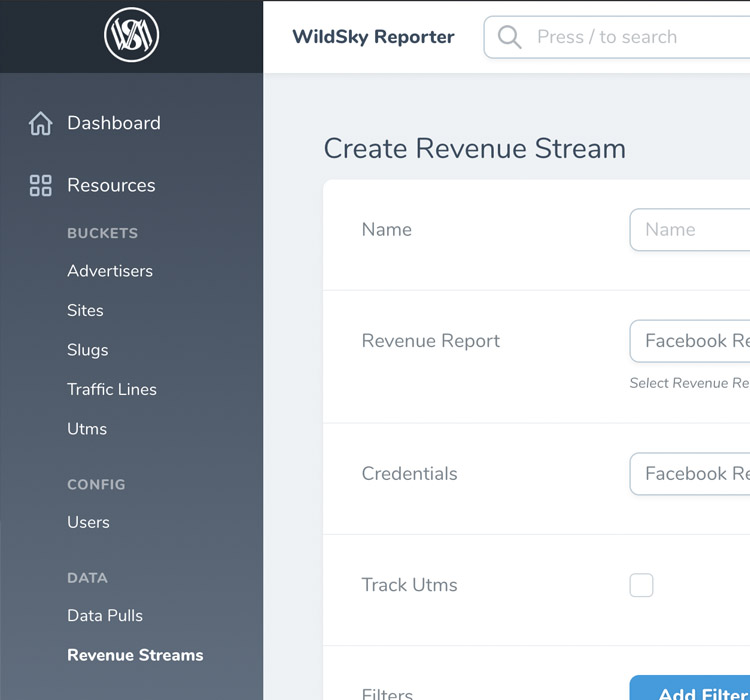 WSM
WildSky Reporter
Press / to search
Dashboard
Resources
BUCKETS
Advertisers
Sites
Slugs
Traffic Lines
Utms
CONFIG
Users
DATA
Data Pulls
Revenue Streams
Create Revenue Stream
Name
Name
Revenue Report
Facebook Re
Select Revenue Re
Credentials
Facebook Re
Track Utms
Filters
Add Filter